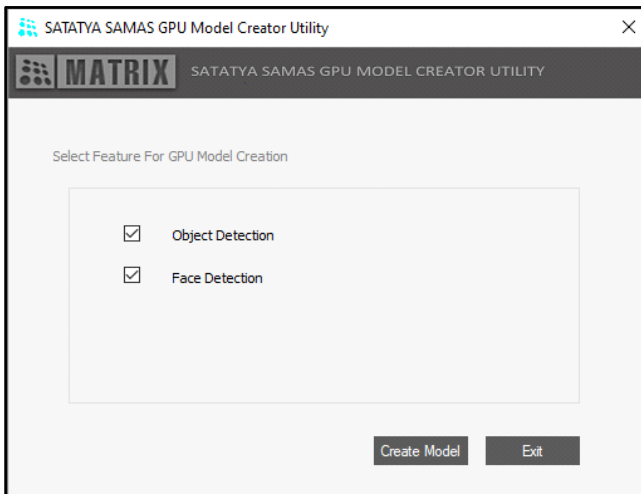 SATATYA SAMAS GPU Model Creator Utility
MATRIX SATATYA SAMAS GPU MODEL CREATOR UTILITY
Select Feature For GPU Model Creation
Object Detection
Face Detection
Create Model Exit